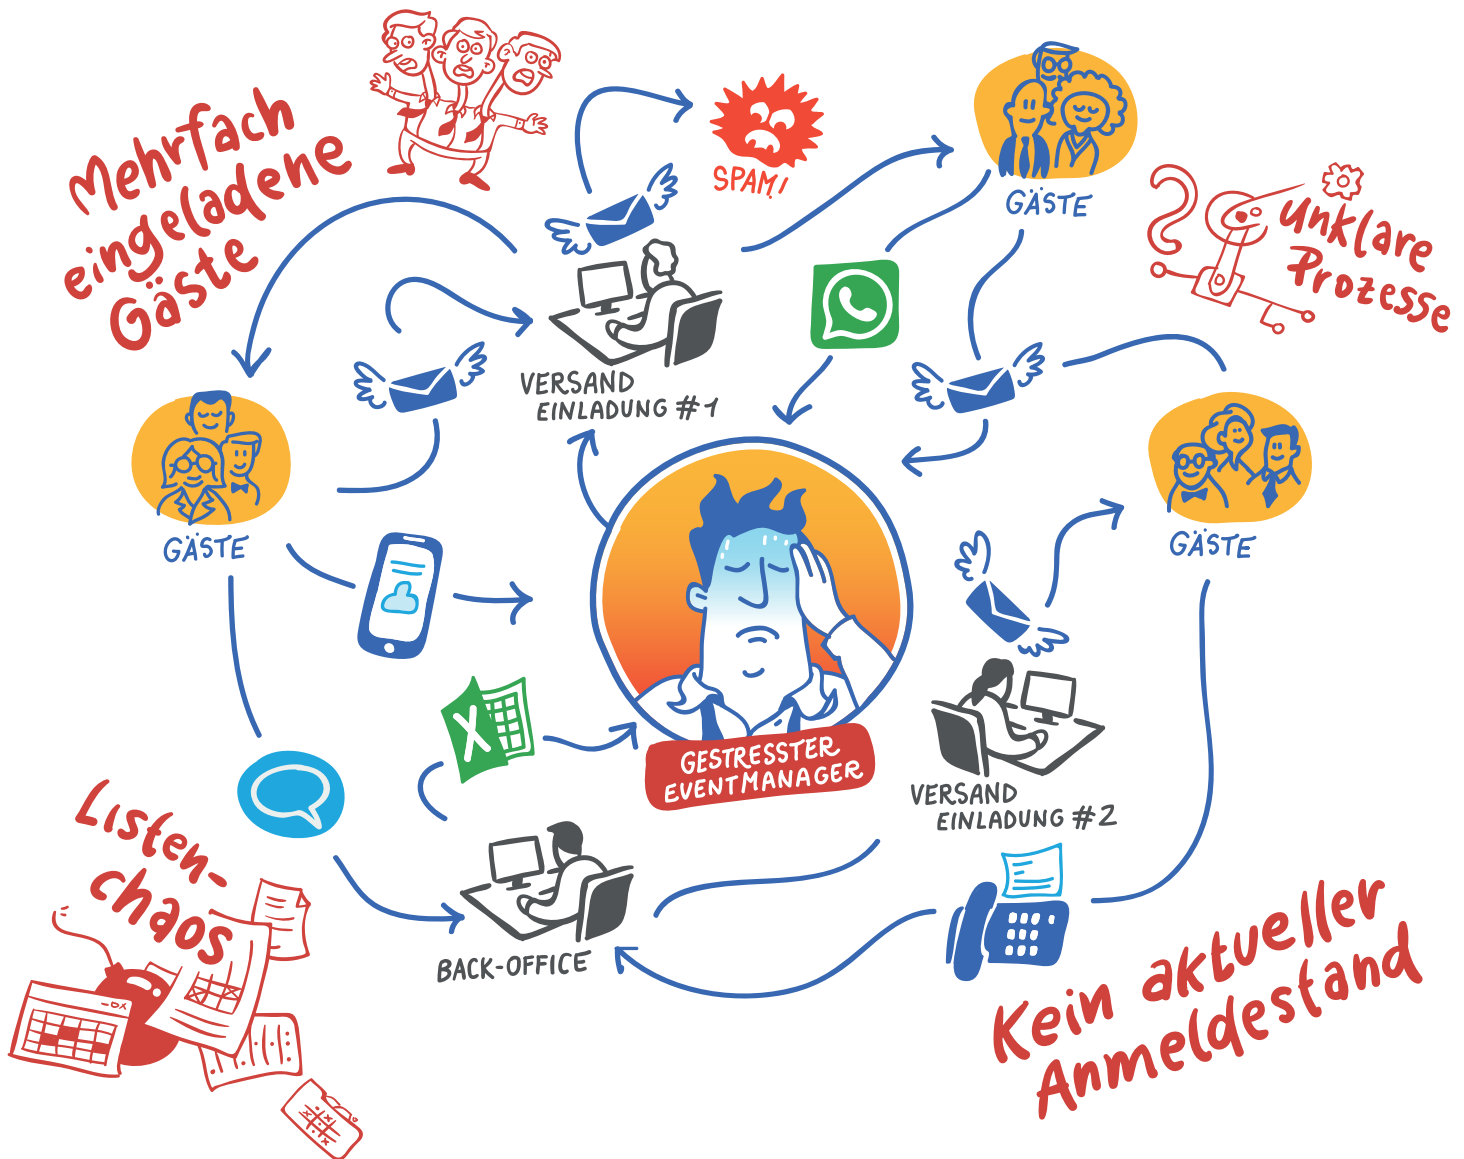 Mehrfach
eingeladene
Gäste
SPAM!
GÄSTE
unklare
Prozesse
VERSAND
EINLADUNG #1
GÄSTE
GÄSTE
X
GESTRESSTER
EVENTMANAGER
VERSAND
EINLADUNG #2
Listen-
chaos
BACK-OFFICE
Kein aktueller
Anmeldestand